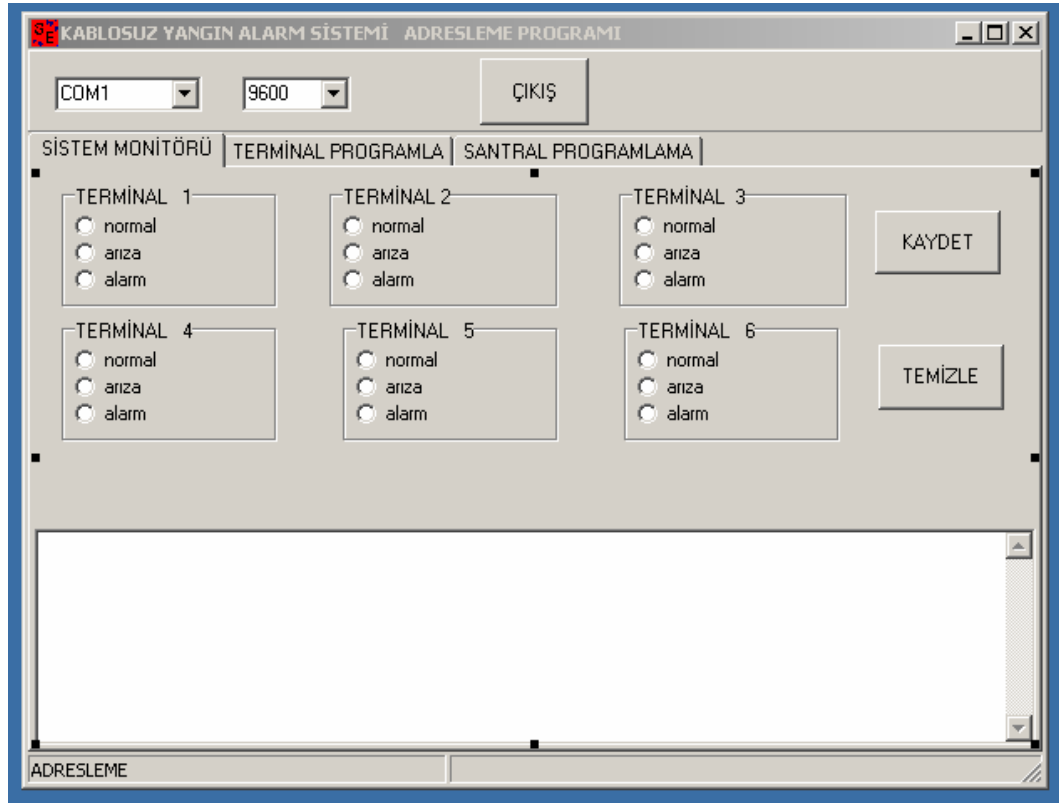 SE KABLOSUZ YANGIN ALARM SİSTEMİ ADRESLEME PROGRAMI
COM1 9600 ÇIKIŞ
SİSTEM MONİTÖRÜ TERMİNAL PROGRAMLA SANTRAL PROGRAMLAMA
TERMİNAL 1 TERMİNAL 2 TERMİNAL 3
normal normal normal
arıza arıza arıza KAYDET
alarm alarm alarm
TERMİNAL 4 TERMİNAL 5 TERMİNAL 6
normal normal normal
arıza arıza arıza TEMİZLE
alarm alarm alarm
ADRESLEME